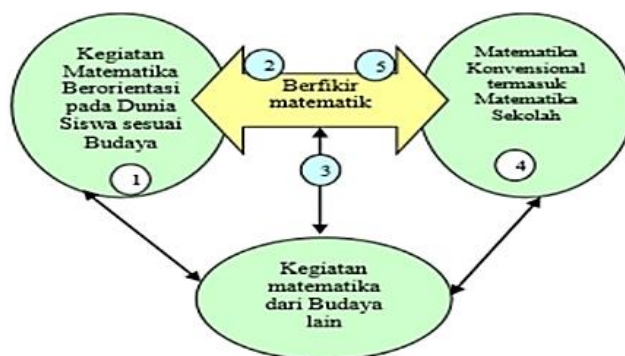 Kegiatan
Matematika
Berorientasi
pada Dunia
Siswa sesuai
Budaya
1
2
5
Berfikir
matematik
3
Matematika
Konvensional
termasuk
Matematika
Sekolah
4
Kegiatan
matematika
dari Budaya
lain